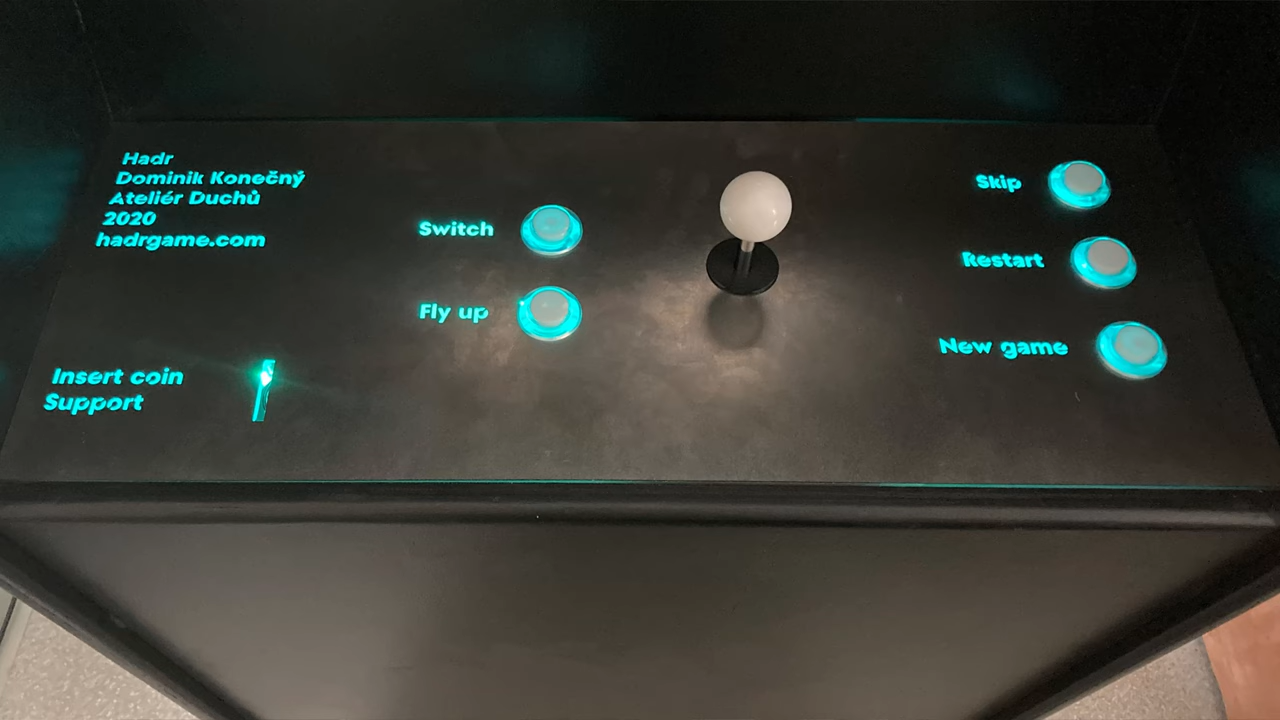 Hadr
Dominik Konečný
Ateliér Duchů
2020
hadrgame.com
Switch
Fly up
Insert coin
Support
Skip
Restart
New game